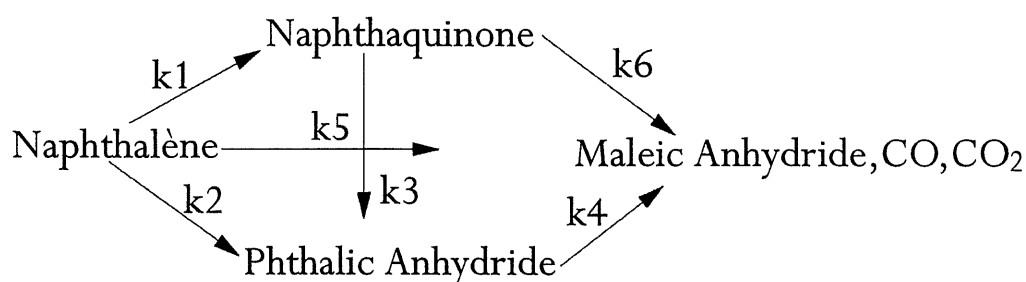 Naphthaquinone
k1
k6
Naphthalène
k5
Maleic Anhydride,CO,CO₂
k2
k3
k4
Phthalic Anhydride